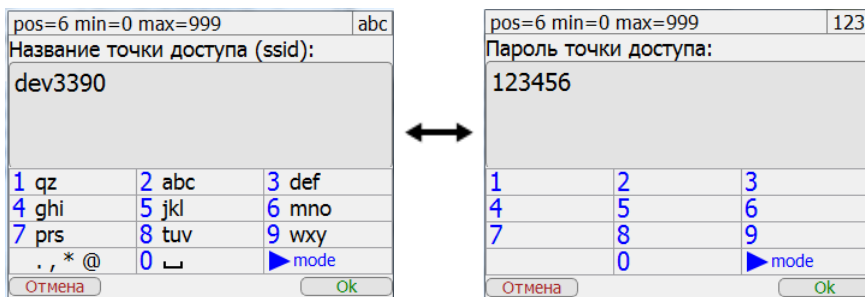 pos=6 min=0 max=999 abc
Название точки доступа (ssid):
dev3390
1 qz 2 abc 3 def
4 ghi 5 jkl 6 mno
7 prs 8 tuv 9 wxy
. , * @ 0 ⎵ ▶ mode
Отмена Ok
pos=6 min=0 max=999 123
Пароль точки доступа:
123456
1 2 3
4 5 6
7 8 9
0 ▶ mode
Отмена Ok